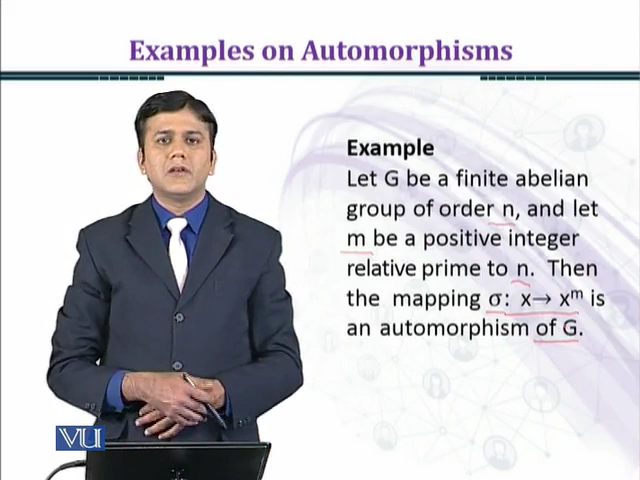 Examples on Automorphisms
Example
Let G be a finite abelian
group of order n, and let
m be a positive integer
relative prime to n. Then
the mapping σ: x→ xᵐ is
an automorphism of G.
VU